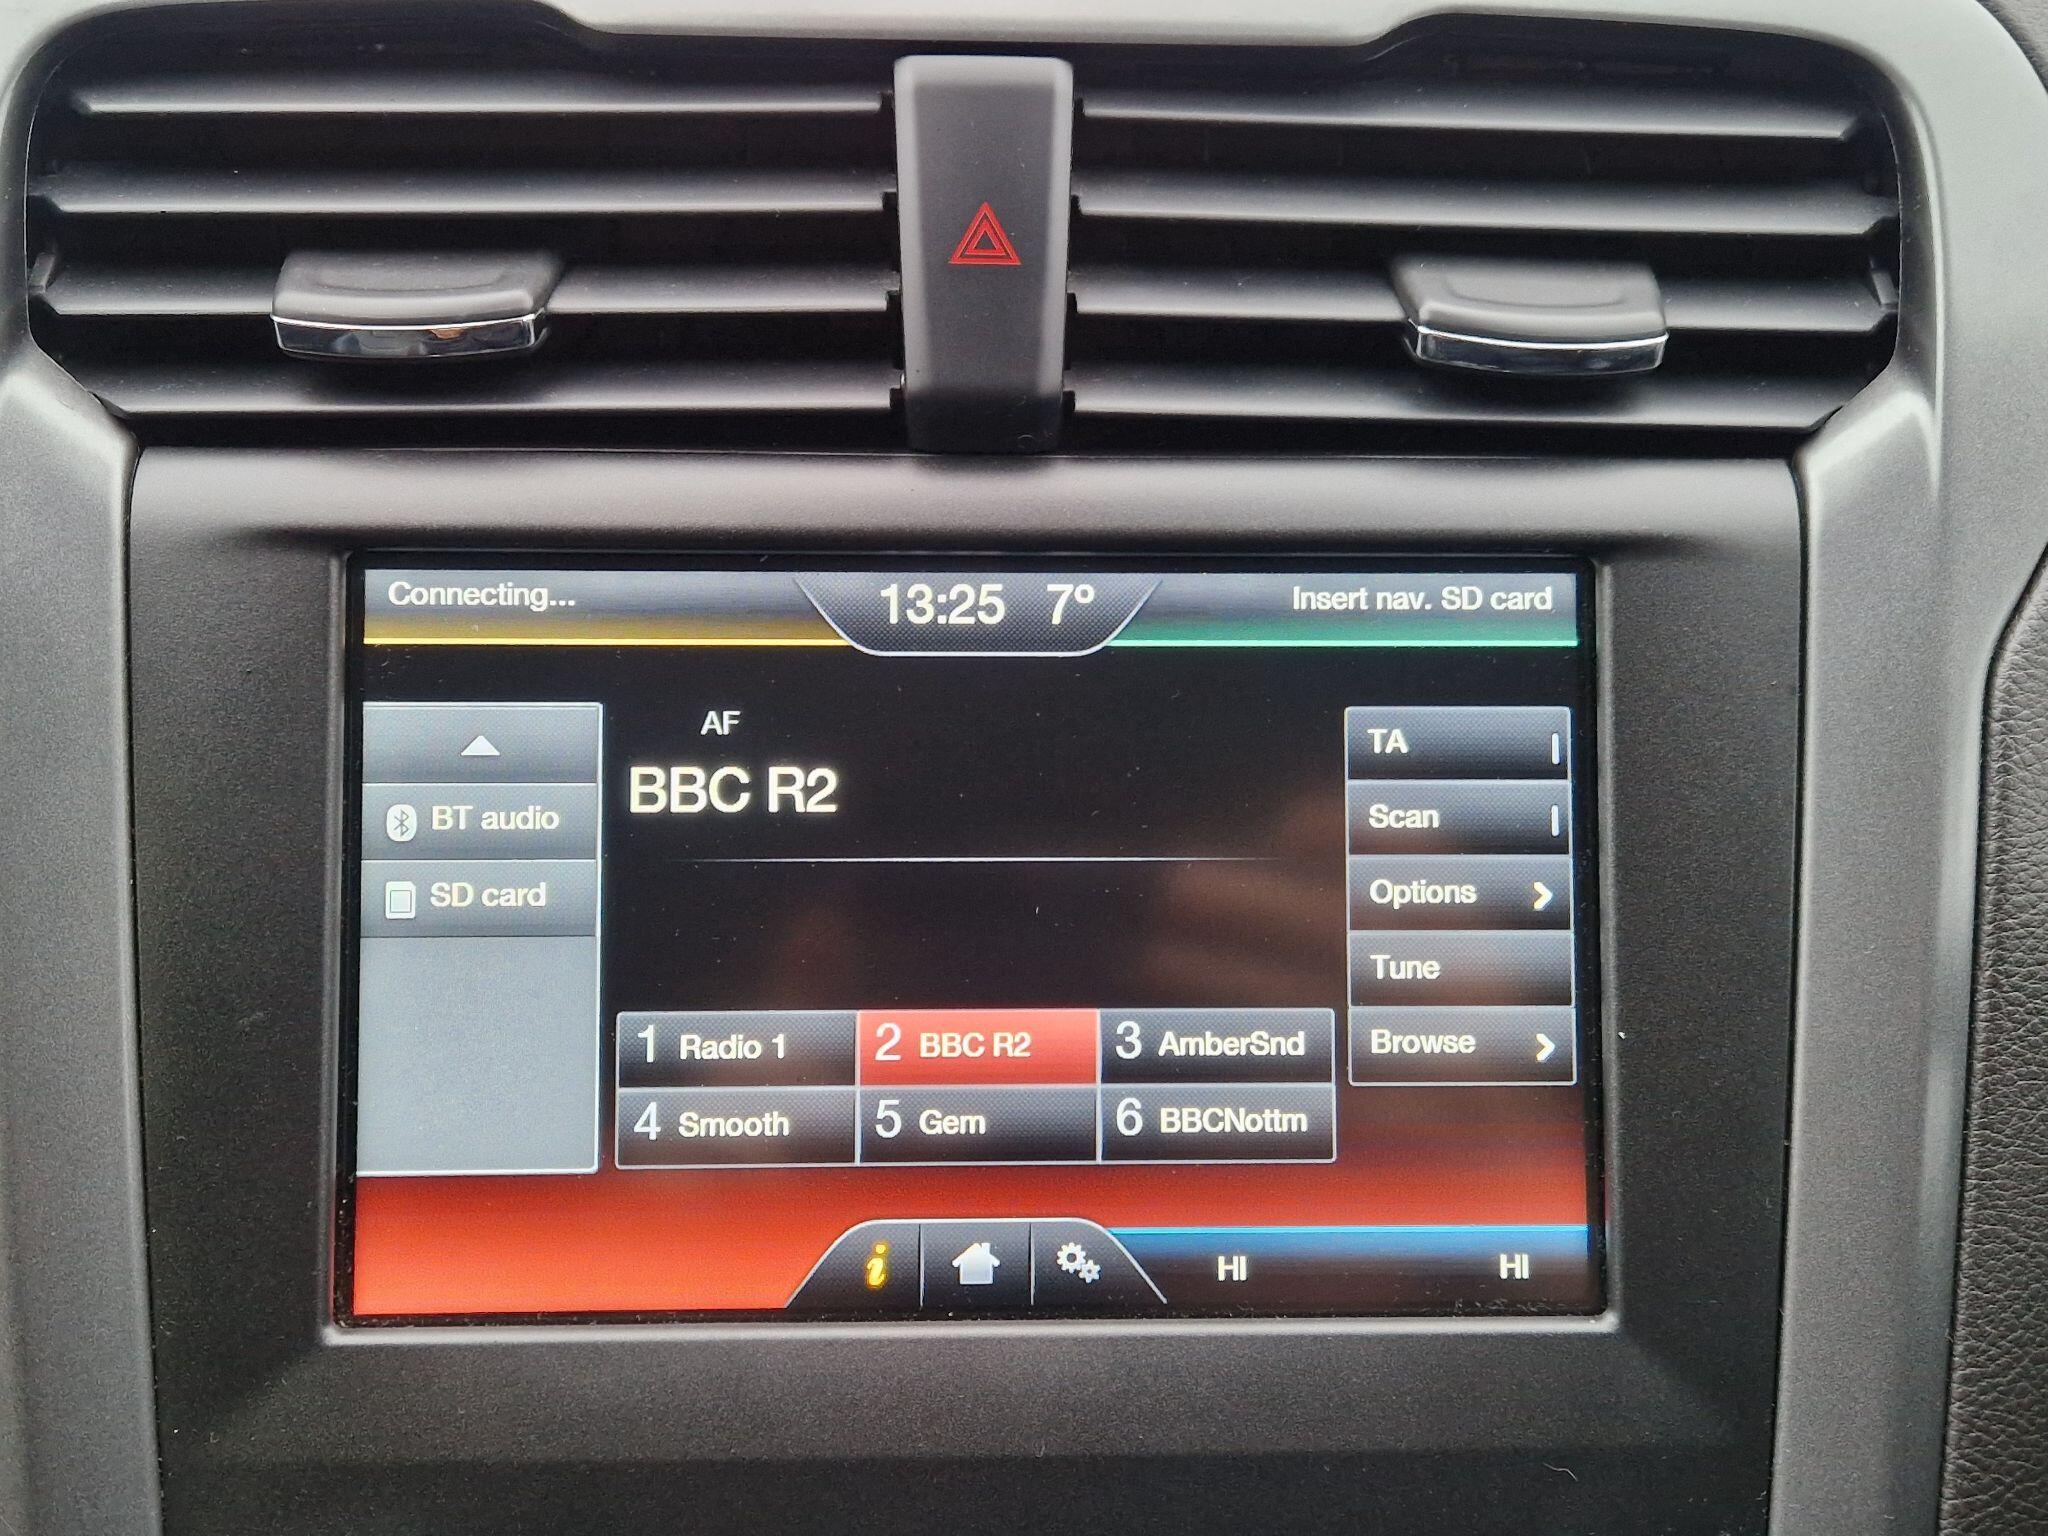 Connecting...
13:25 7º
Insert nav. SD card
AF
BBC R2
BT audio
SD card
TA
Scan
Options
Tune
Browse
1 Radio 1
2 BBC R2
3 AmberSnd
4 Smooth
5 Gem
6 BBCNottm
i
HI
HI